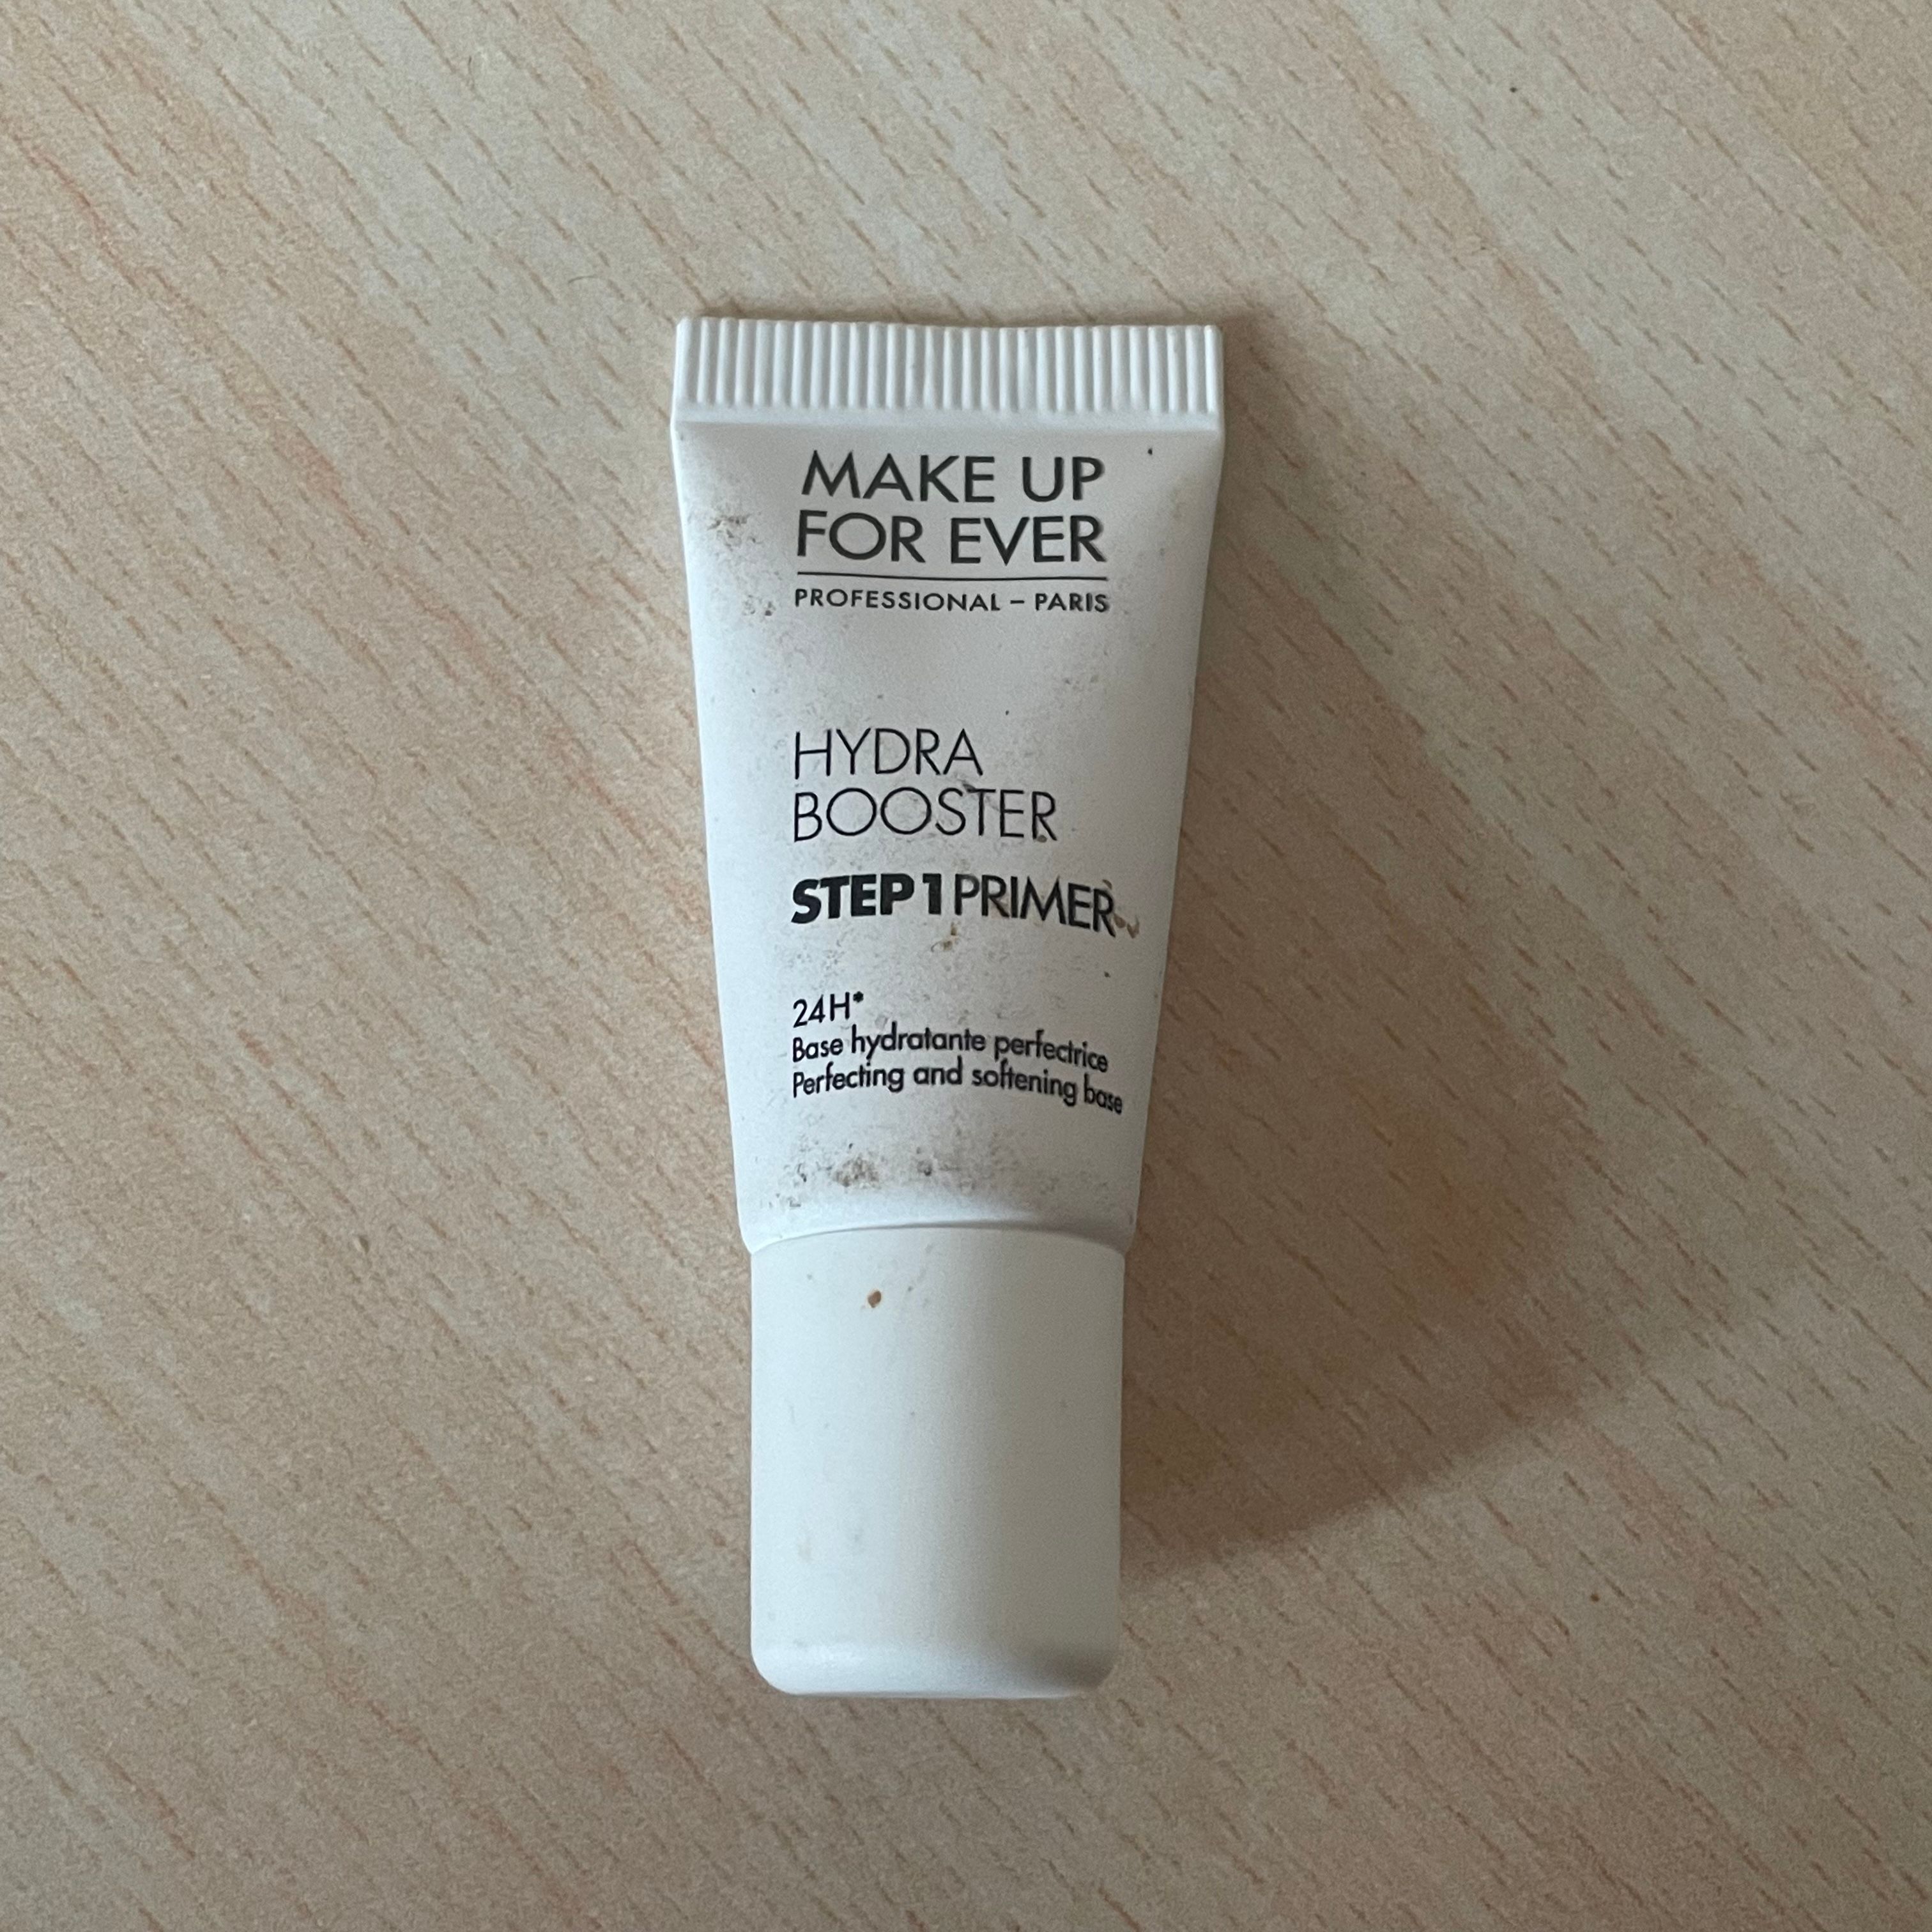 MAKE UP
FOR EVER
PROFESSIONAL – PARIS
HYDRA
BOOSTER
STEP 1 PRIMER
24H*
Base hydratante perfectrice
Perfecting and softening base